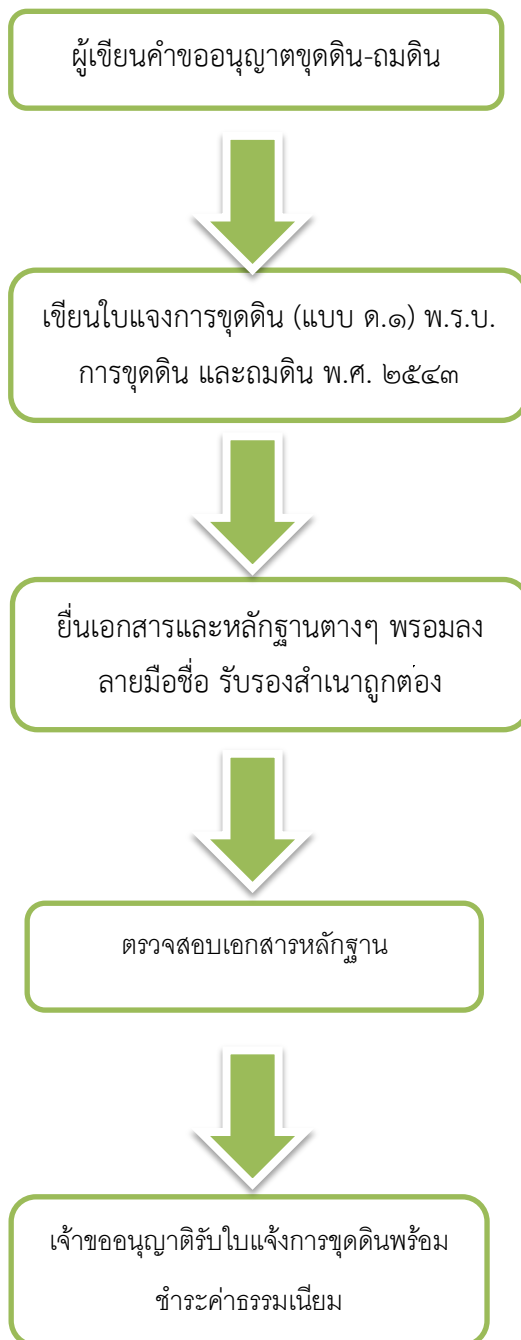 ผู้เขียนคำขออนุญาตขุดดิน-ถมดิน
เขียนใบแจงการขุดดิน (แบบ ด.๑) พ.ร.บ.
การขุดดิน และถมดิน พ.ศ. ๒๕๔๓
ยื่นเอกสารและหลักฐานต่างๆ พรอมลง
ลายมือชื่อ รับรองสำเนาถูกต่อง
ตรวจสอบเอกสารหลักฐาน
เจ้าขออนุญาติรับใบแจ้งการขุดดินพร้อม
ชำระค่าธรรมเนียม